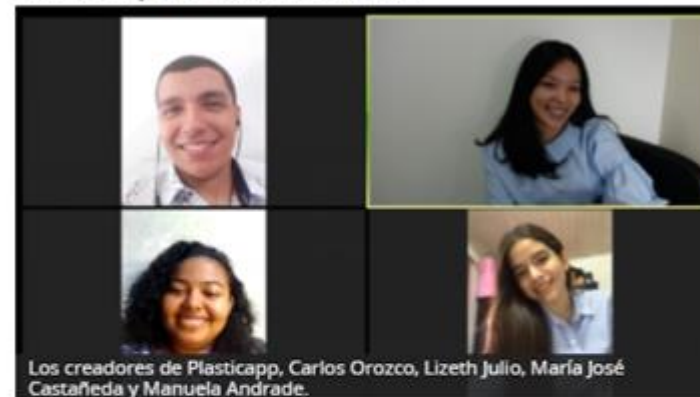 Los creadores de Plasticapp, Carlos Orozco, Lizeth Julio, María José
Castañeda y Manuela Andrade.